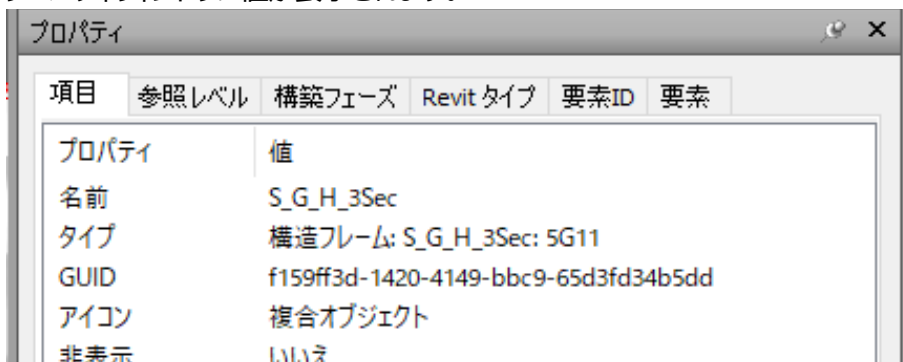 プロパティ
項目 参照レベル 構築フェーズ Revit タイプ 要素ID 要素
プロパティ 値
名前 S_G_H_3Sec
タイプ 構造フレーム: S_G_H_3Sec: 5G11
GUID f159ff3d-1420-4149-bbc9-65d3fd34b5dd
アイコン 複合オブジェクト
非表示 いいえ